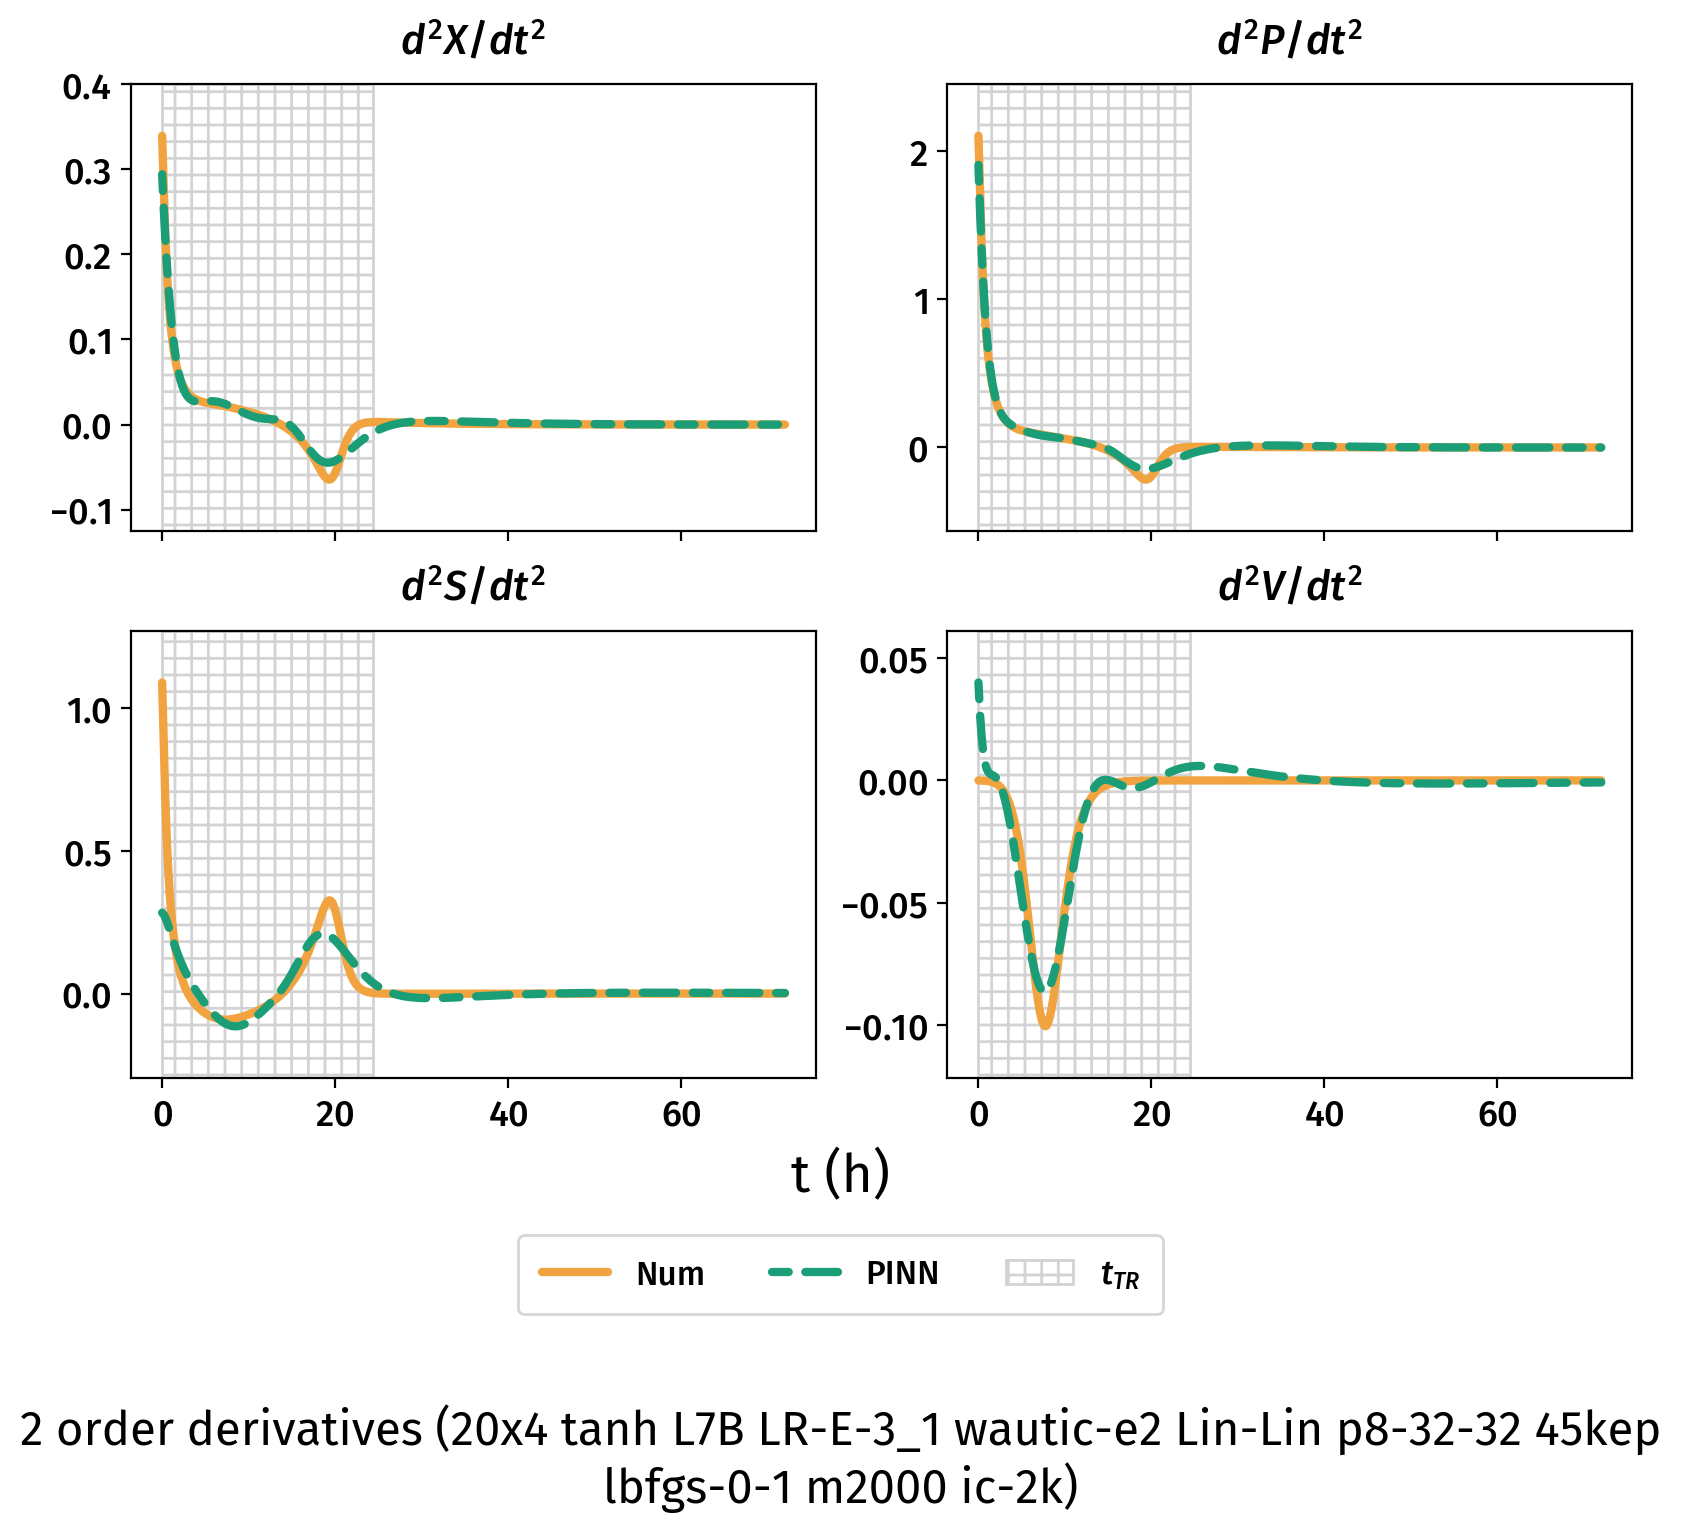 d²X/dt²
d²P/dt²
0.4
0.3
0.2
0.1
0.0
−0.1
2
1
0
d²S/dt²
d²V/dt²
1.0
0.5
0.0
0.05
0.00
−0.05
−0.10
0 20 40 60
0 20 40 60
t (h)
Num PINN t_TR
2 order derivatives (20x4 tanh L7B LR-E-3_1 wautic-e2 Lin-Lin p8-32-32 45kep
lbfgs-0-1 m2000 ic-2k)